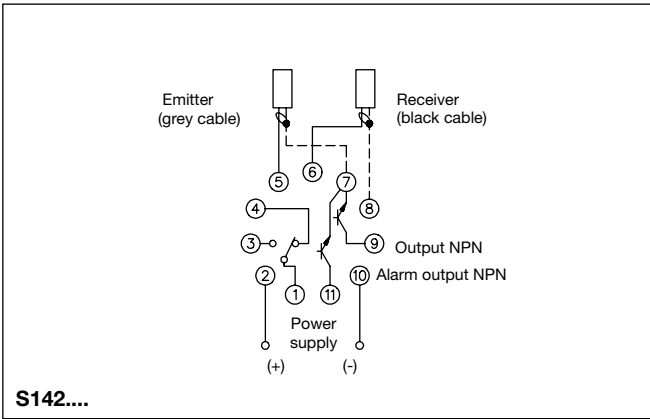 Emitter
(grey cable)
Receiver
(black cable)
5
6
7
8
4
3
9
Output NPN
2
1
11
10
Alarm output NPN
Power
supply
(+)
(-)
S142....